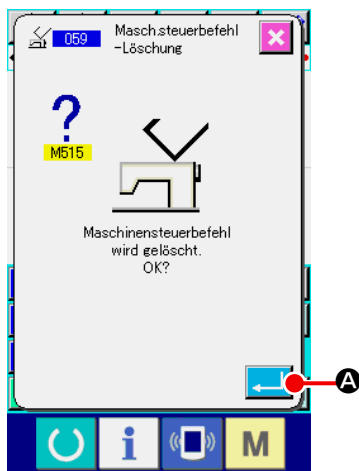 059
Masch.steuerbefehl
-Löschung
?
M515
Maschinensteuerbefehl
wird gelöscht.
OK?
A
i
M